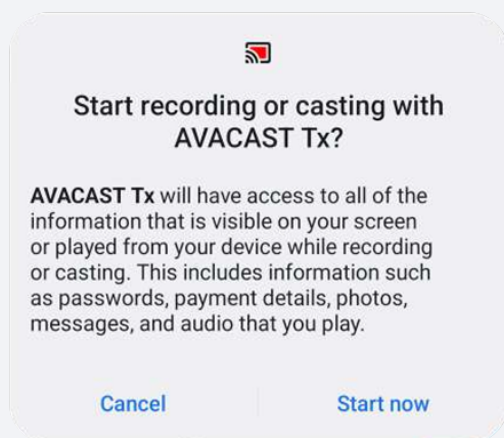 Start recording or casting with
AVACAST Tx?
AVACAST Tx will have access to all of the
information that is visible on your screen
or played from your device while recording
or casting. This includes information such
as passwords, payment details, photos,
messages, and audio that you play.
Cancel
Start now